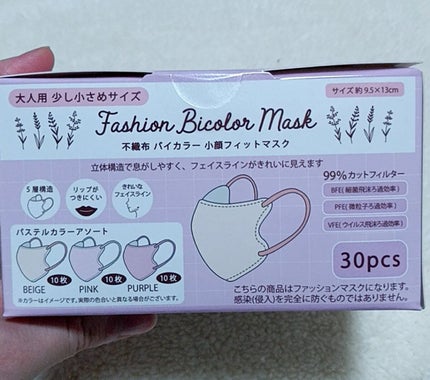 大人用 少し小さめサイズ
サイズ 約 9.5×13cm
Fashion Bicolor Mask
不織布 バイカラー 小顔フィットマスク
立体構造で息がしやすく、フェイスラインがきれいに見えます
99%カットフィルター
BFE(細菌飛沫ろ過効率)
PFE(微粒子ろ過効率)
VFE(ウイルス飛沫ろ過効率)
リップが
つきにくい
きれいな
フェイスライン
パステルカラーアソート
BEIGE 10枚
PINK 10枚
PURPLE 10枚
※カラーはイメージです。実際の色合いと異なる場合がございます。
30pcs
こちらの商品はファッションマスクになります。
感染(侵入)を完全に防ぐものではありません。